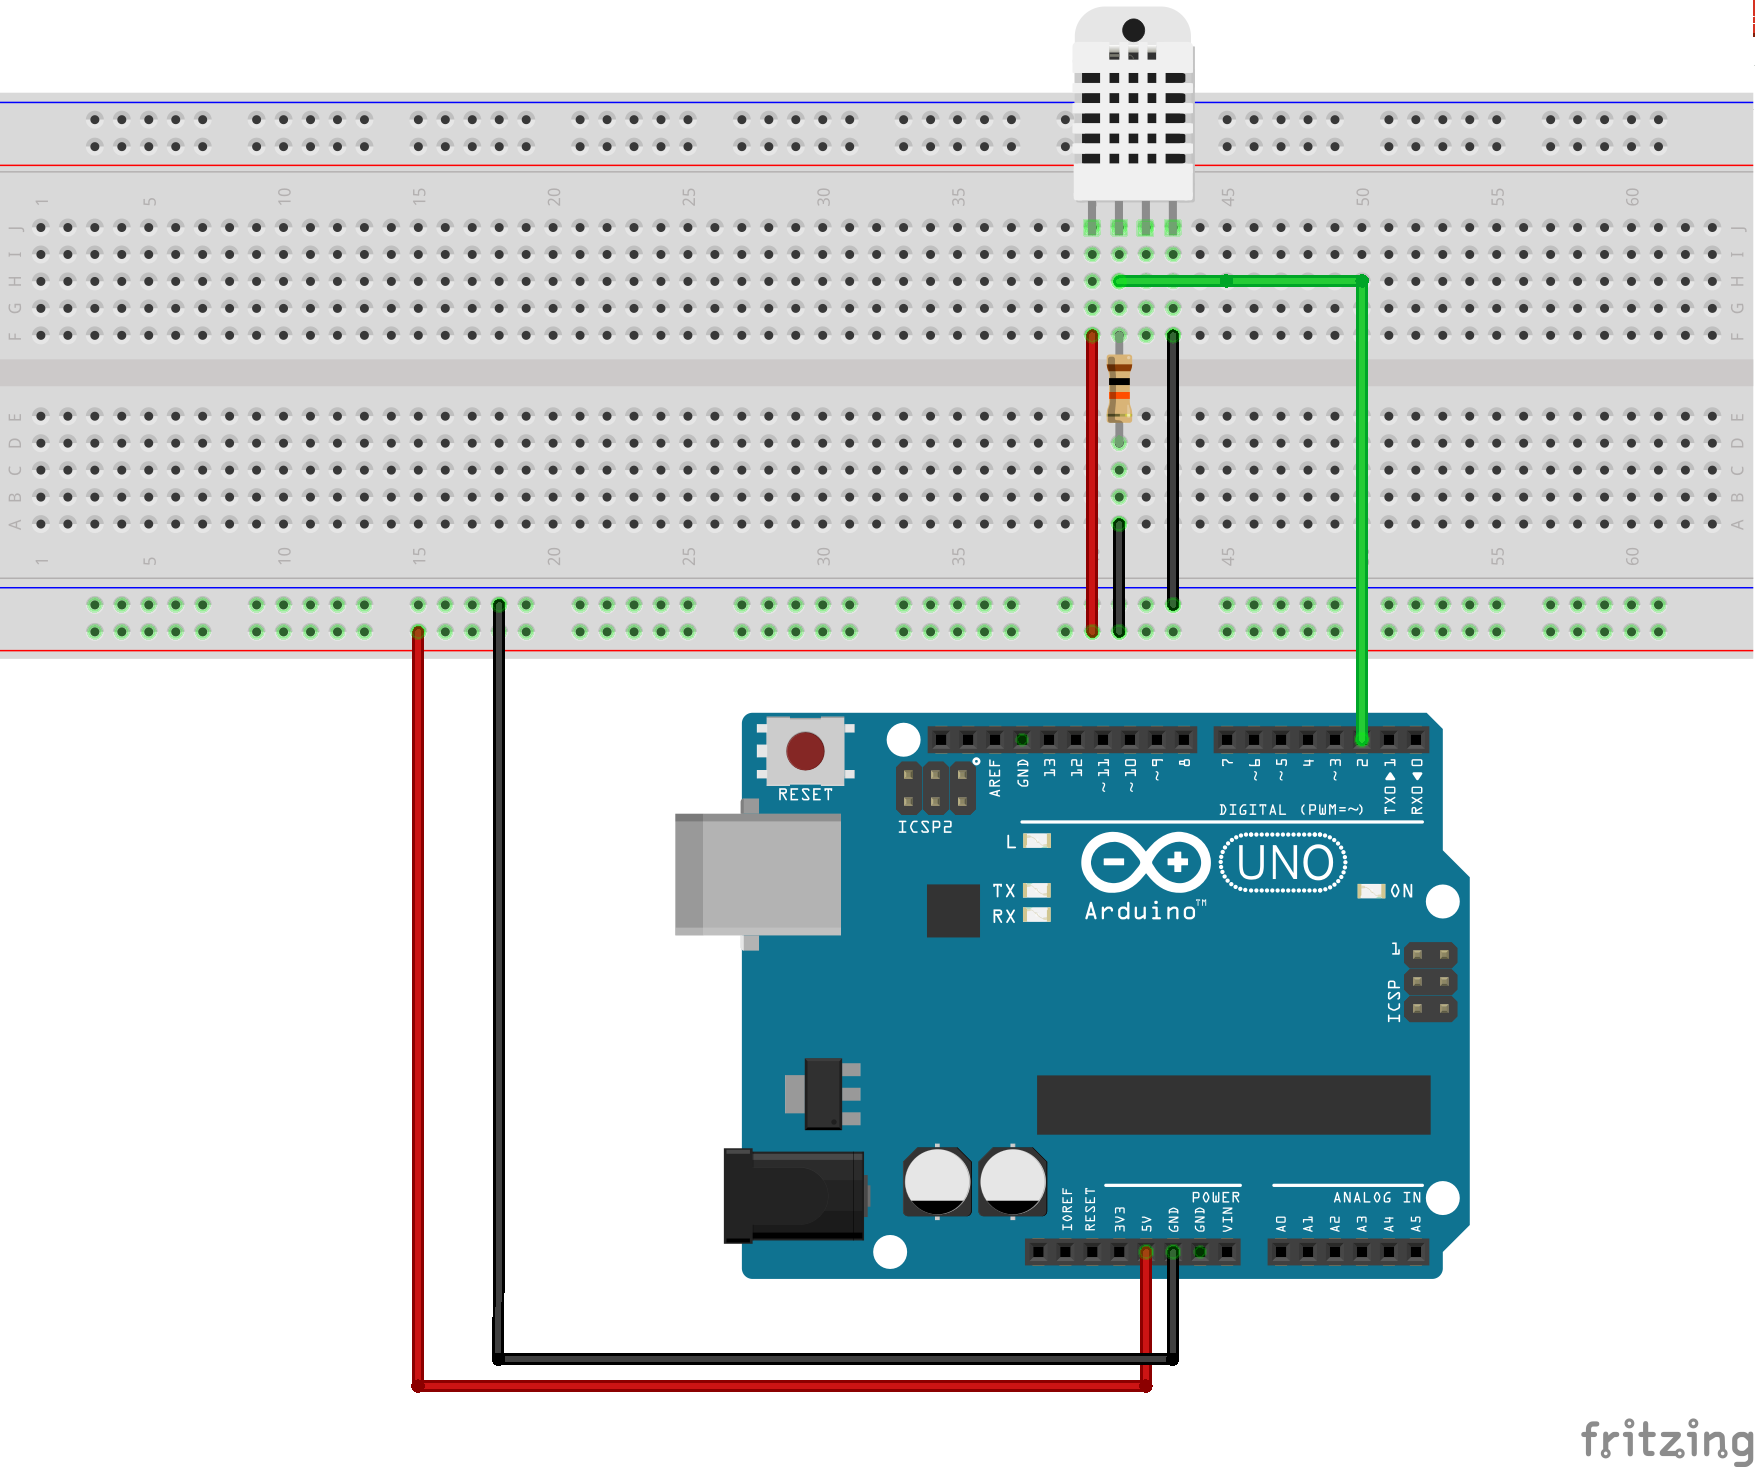 1 5 10 15 20 25 30 35 45 50 55 60
J J
I I
H H
G G
F F
E E
D D
C C
B B
A A
1 5 10 15 20 25 30 35 45 50 55 60
RESET
AREF GND 13 12 ~11 ~10 ~9 8 7 ~6 ~5 4 ~3 2 TX0▶1 RX0◀0
DIGITAL (PWM=~)
ICSP2
L
TX
RX
UNO
Arduino™
ON
1
ICSP
POWER
ANALOG IN
IOREF RESET 3V3 5V GND GND VIN A0 A1 A2 A3 A4 A5
fritzing